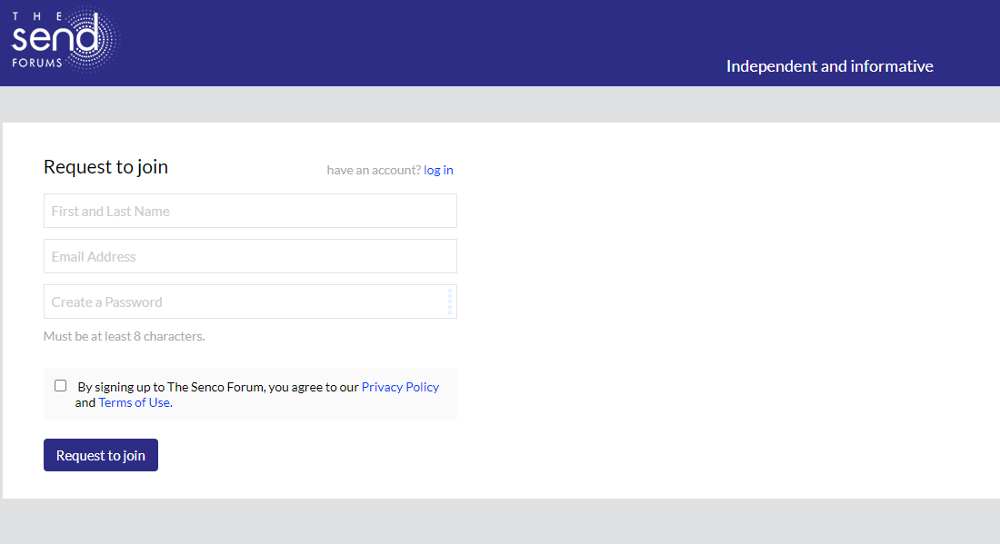 THE
send
FORUMS
Independent and informative
Request to join
have an account? log in
First and Last Name
Email Address
Create a Password
Must be at least 8 characters.
By signing up to The Senco Forum, you agree to our Privacy Policy
and Terms of Use.
Request to join